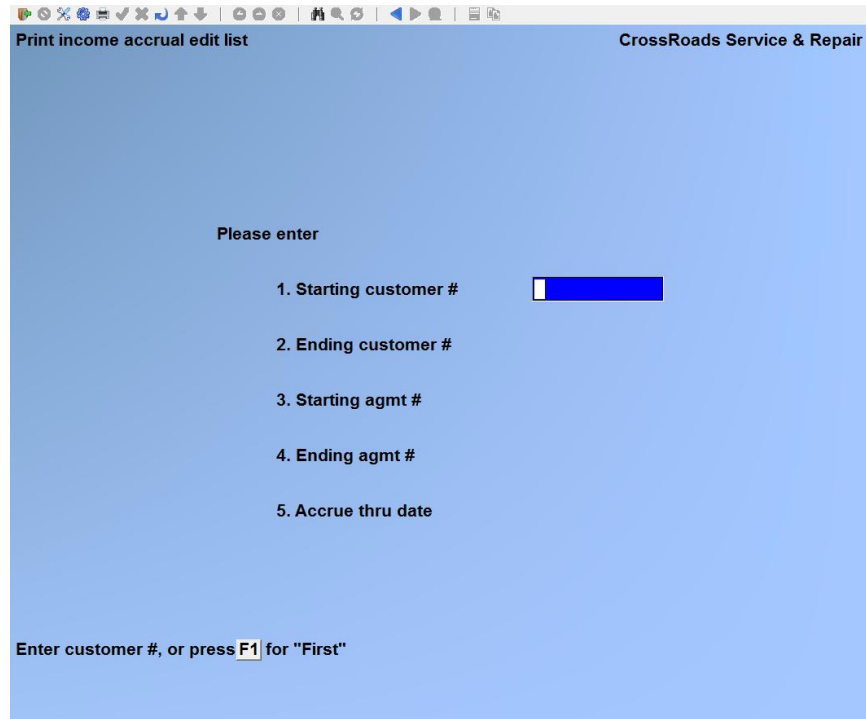 Print income accrual edit list CrossRoads Service & Repair
Please enter
1. Starting customer #
2. Ending customer #
3. Starting agmt #
4. Ending agmt #
5. Accrue thru date
Enter customer #, or press F1 for "First"